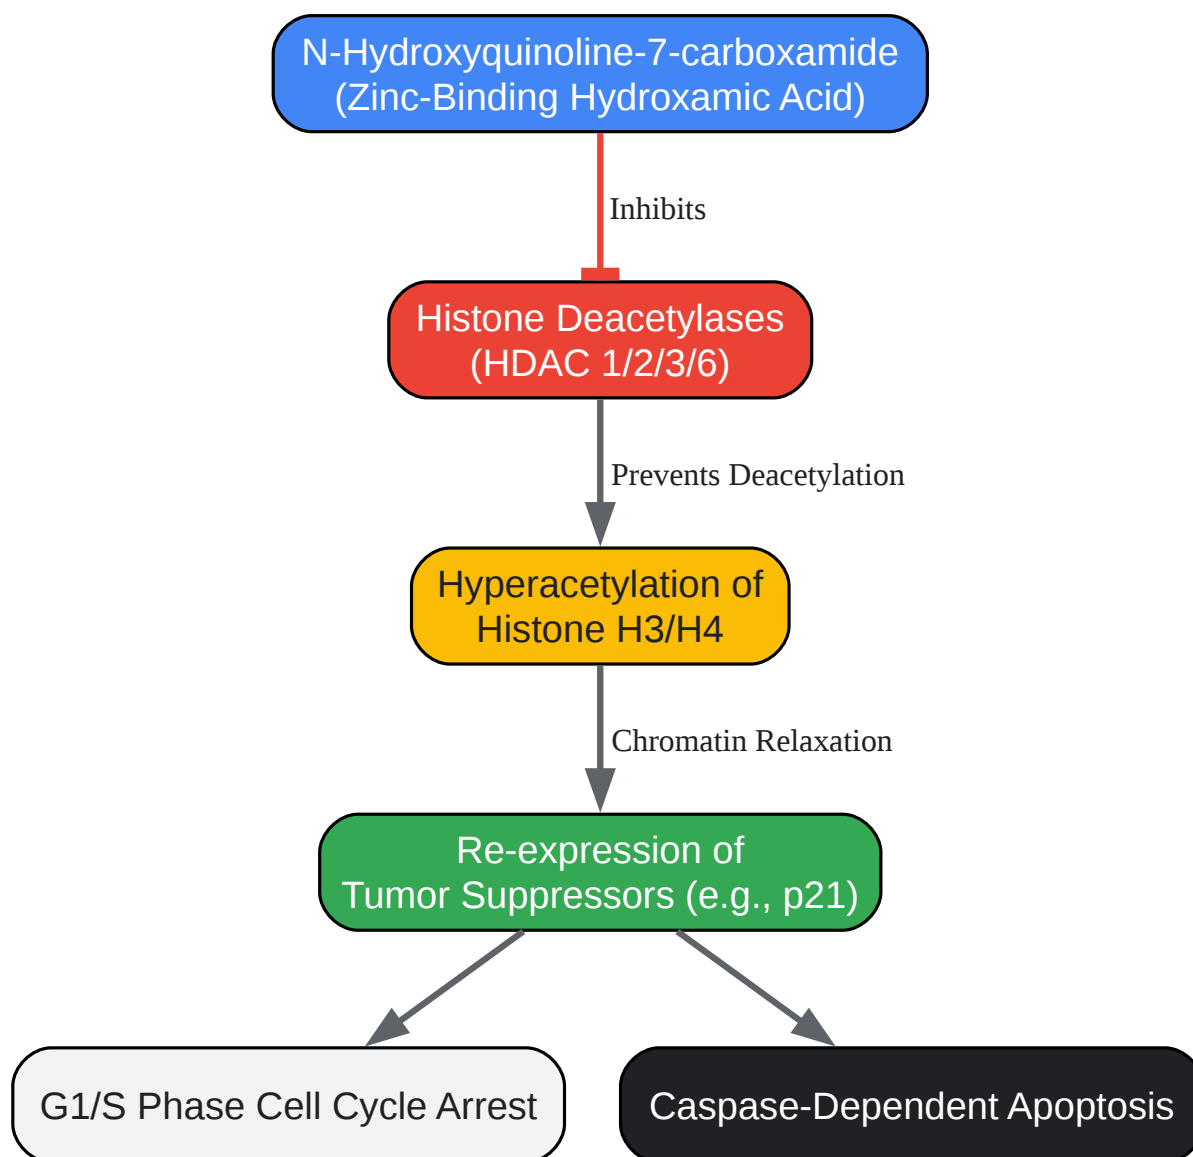 N-Hydroxyquinoline-7-carboxamide
(Zinc-Binding Hydroxamic Acid)
Inhibits
Histone Deacetylases
(HDAC 1/2/3/6)
Prevents Deacetylation
Hyperacetylation of
Histone H3/H4
Chromatin Relaxation
Re-expression of
Tumor Suppressors (e.g., p21)
G1/S Phase Cell Cycle Arrest
Caspase-Dependent Apoptosis